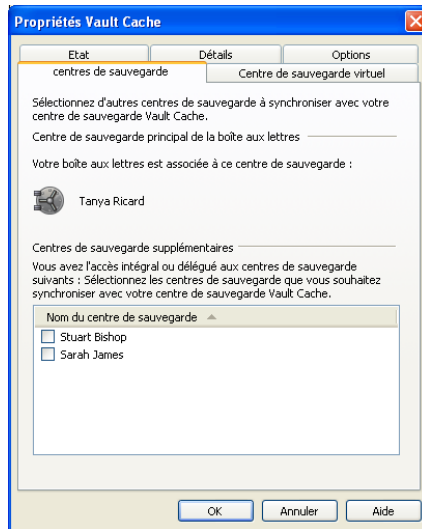 Propriétés Vault Cache
Etat
Détails
Options
centres de sauvegarde
Centre de sauvegarde virtuel
Sélectionnez d'autres centres de sauvegarde à synchroniser avec votre
centre de sauvegarde Vault Cache.
Centre de sauvegarde principal de la boîte aux lettres
Votre boîte aux lettres est associée à ce centre de sauvegarde :
Tanya Ricard
Centres de sauvegarde supplémentaires
Vous avez l'accès intégral ou délégué aux centres de sauvegarde
suivants : Sélectionnez les centres de sauvegarde que vous souhaitez
synchroniser avec votre centre de sauvegarde Vault Cache.
Nom du centre de sauvegarde
Stuart Bishop
Sarah James
OK
Annuler
Aide